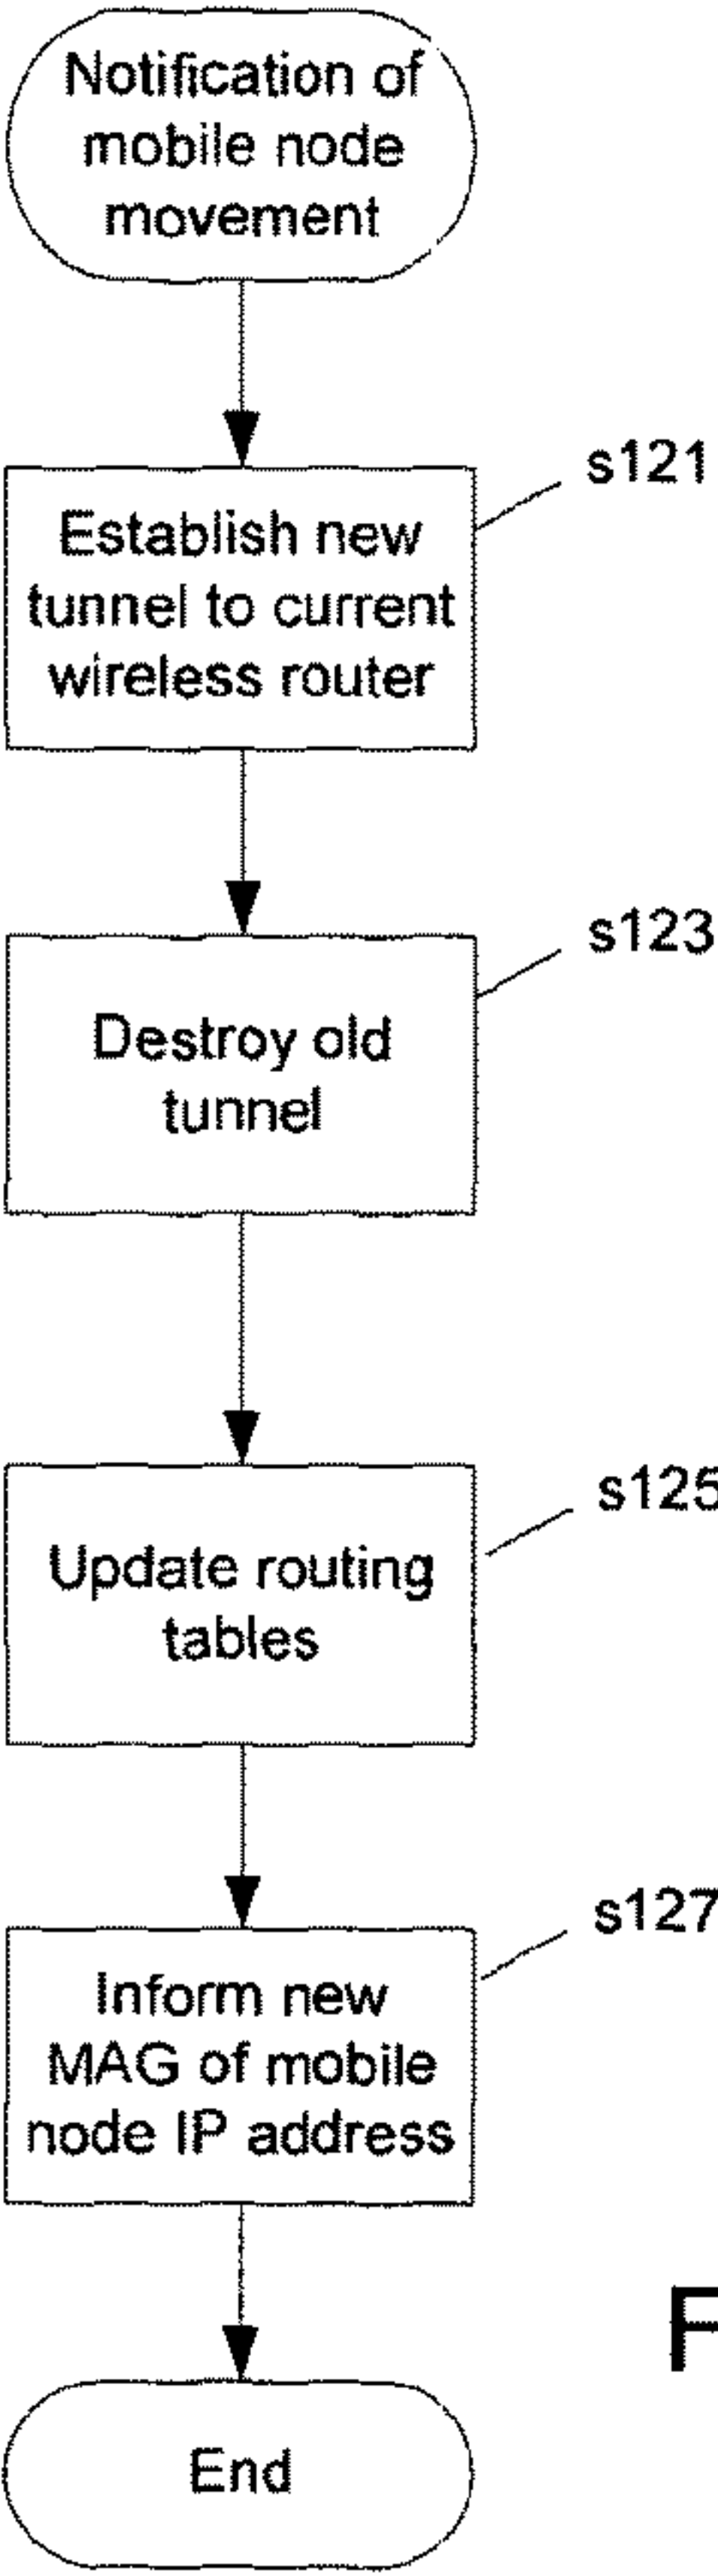 Notification of
mobile node
movement
s121
Establish new
tunnel to current
wireless router
s123
Destroy old
tunnel
s125
Update routing
tables
s127
Inform new
MAG of mobile
node IP address
F
End